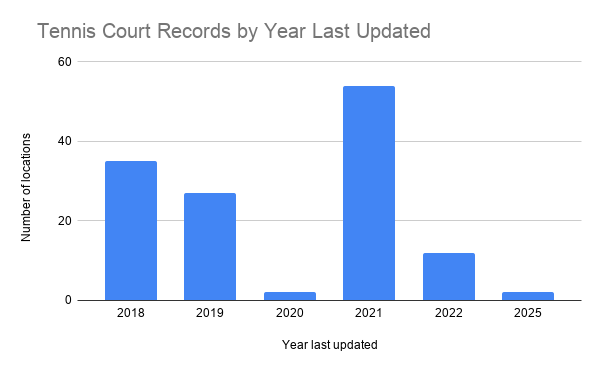 Tennis Court Records by Year Last Updated
Number of locations
60
40
20
0
2018 2019 2020 2021 2022 2025
Year last updated